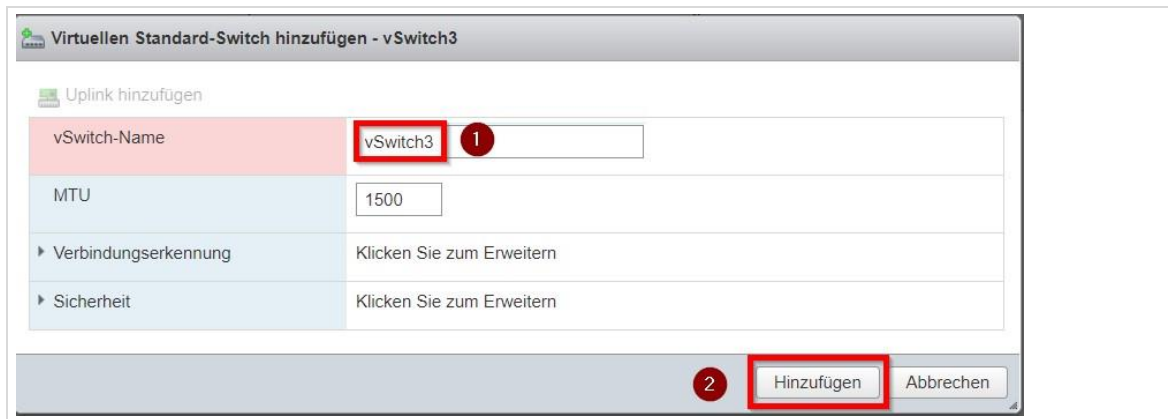 Virtuellen Standard-Switch hinzufügen - vSwitch3
Uplink hinzufügen
vSwitch-Name vSwitch3 1
MTU 1500
Verbindungserkennung Klicken Sie zum Erweitern
Sicherheit Klicken Sie zum Erweitern
2 Hinzufügen Abbrechen